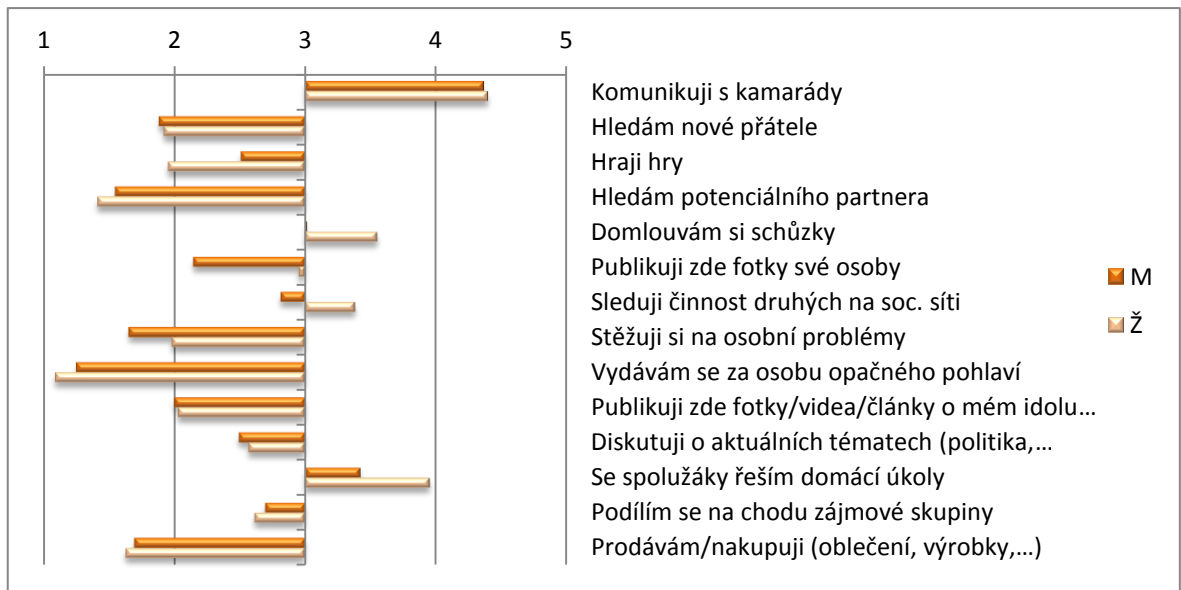 1 2 3 4 5
Komunikuji s kamarády
Hledám nové přátele
Hraji hry
Hledám potenciálního partnera
Domlouvám si schůzky
Publikuji zde fotky své osoby
Sleduji činnost druhých na soc. síti
Stěžuji si na osobní problémy
Vydávám se za osobu opačného pohlaví
Publikuji zde fotky/videa/články o mém idolu...
Diskutuji o aktuálních tématech (politika,...
Se spolužáky řeším domácí úkoly
Podílím se na chodu zájmové skupiny
Prodávám/nakupuji (oblečení, výrobky,...)
M
Ž